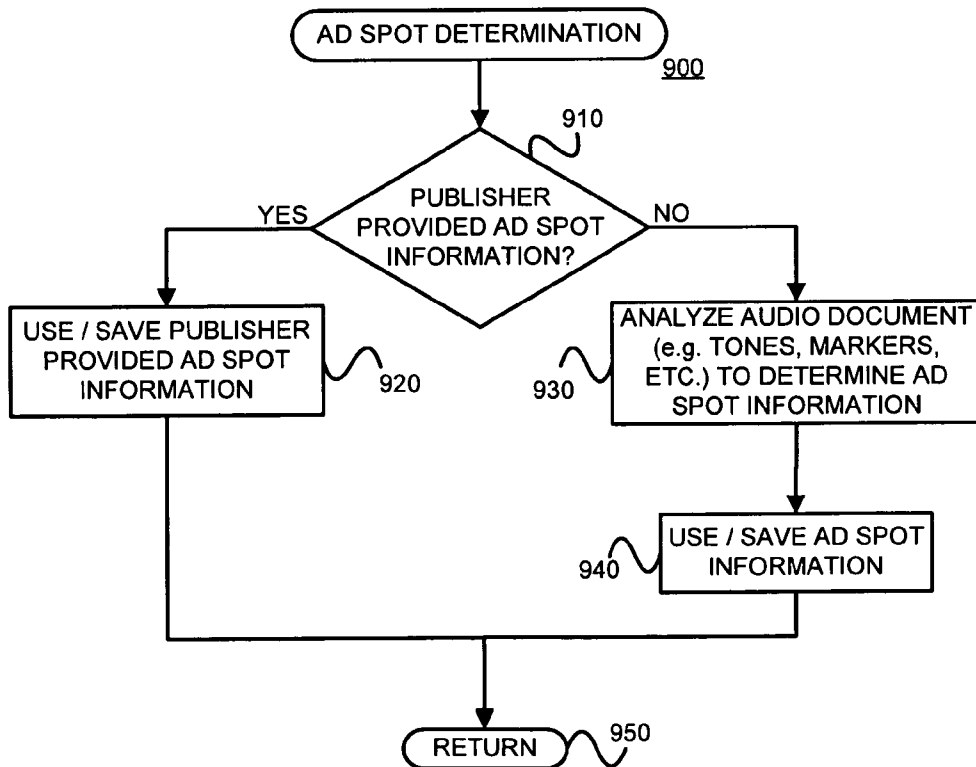 AD SPOT DETERMINATION
900
910
PUBLISHER
PROVIDED AD SPOT
INFORMATION?
YES
NO
USE / SAVE PUBLISHER
PROVIDED AD SPOT
INFORMATION
920
ANALYZE AUDIO DOCUMENT
(e.g. TONES, MARKERS,
ETC.) TO DETERMINE AD
SPOT INFORMATION
930
USE / SAVE AD SPOT
INFORMATION
940
RETURN
950